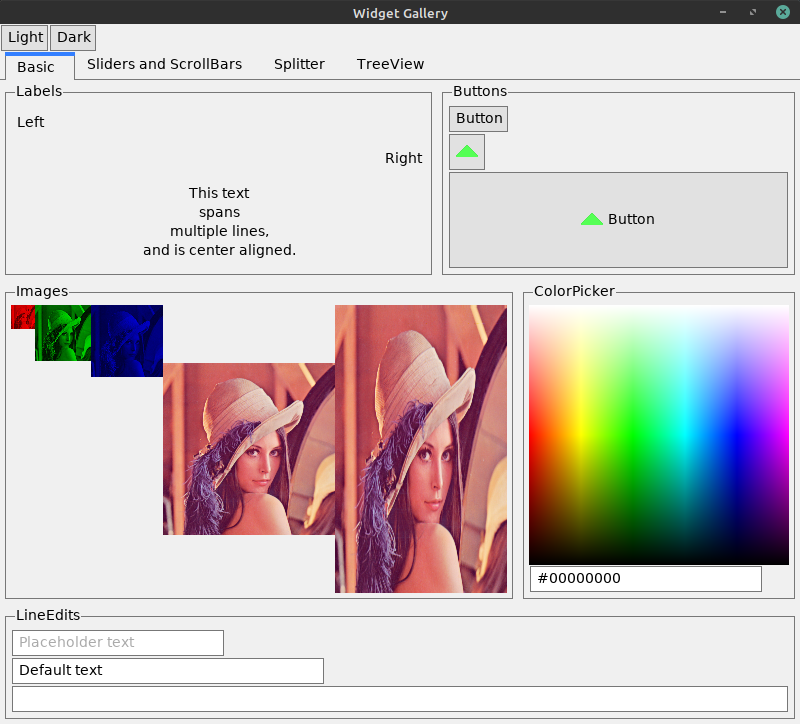 Widget Gallery
Light Dark
Basic Sliders and ScrollBars Splitter TreeView
Labels
Left
Right
This text
spans
multiple lines,
and is center aligned.
Buttons
Button
Button
Images
ColorPicker
#00000000
LineEdits
Placeholder text
Default text